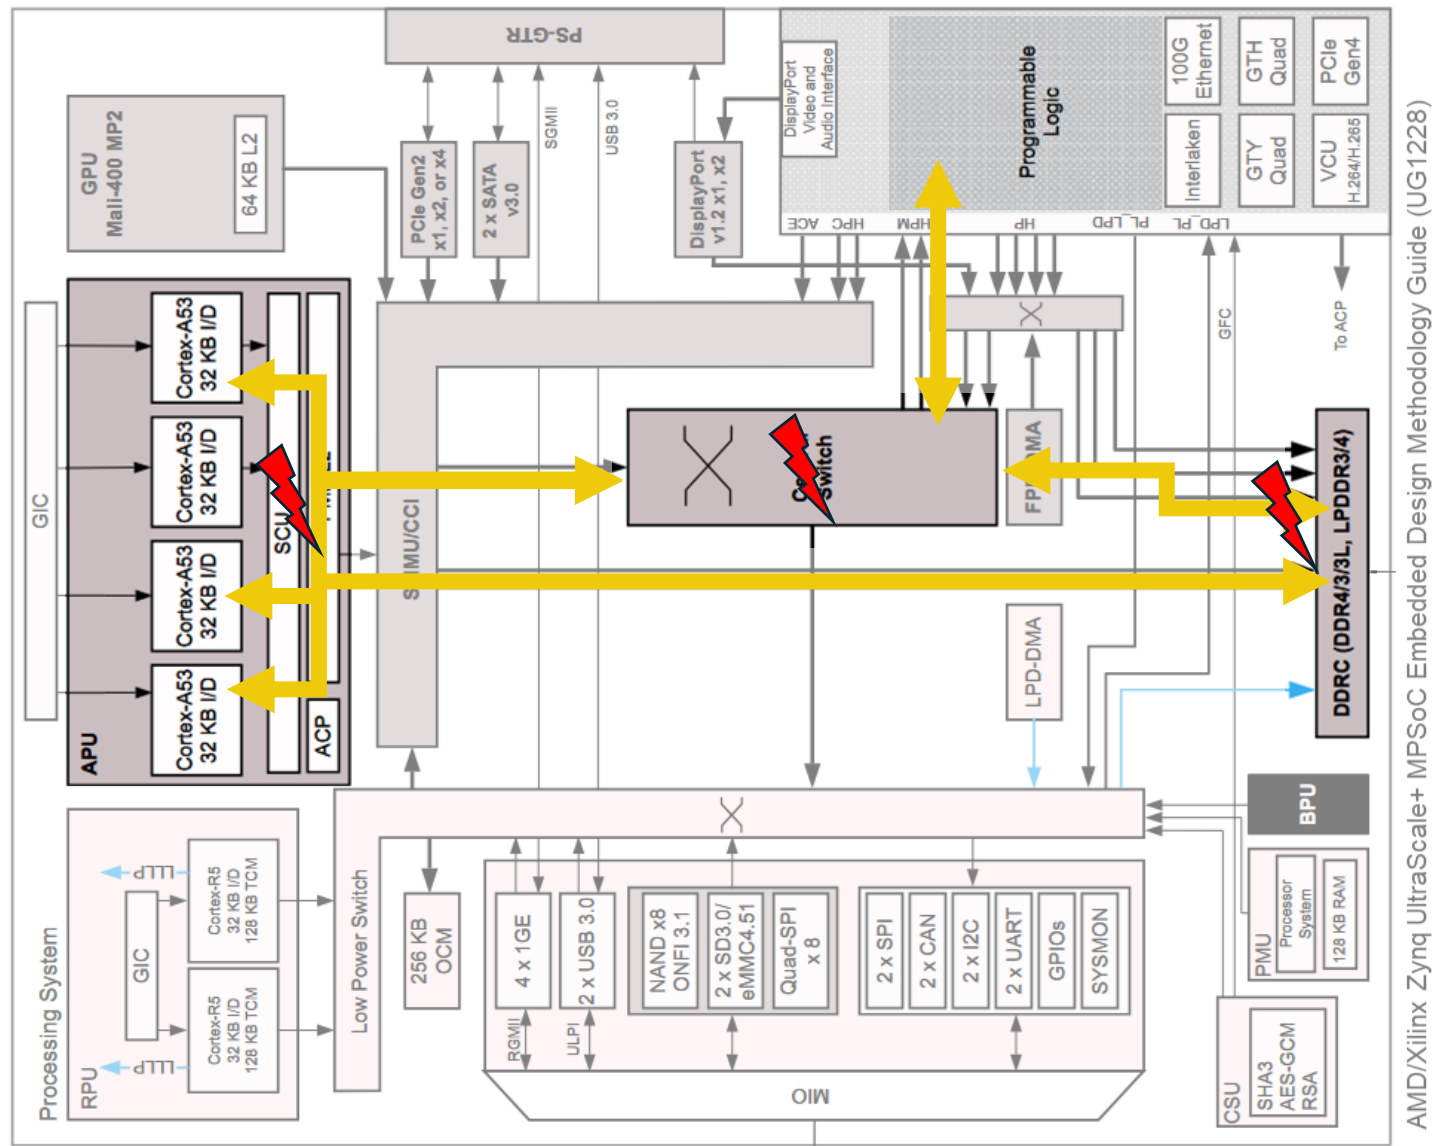 PS-GTR
GPU
Mali-400 MP2
64 KB L2
PCIe Gen2
x1, x2, or x4
2 x SATA
v3.0
SGMII
USB 3.0
DisplayPort
v1.2 x1, x2
DisplayPort
Video and
Audio Interface
Programmable
Logic
100G
Ethernet
GTH
Quad
PCIe
Gen4
Interlaken
GTY
Quad
VCU
H.264/H.265
ACE
HPC
HPM
HP
PL_LPD
LPD_PL
GFC
To ACP
GIC
APU
Cortex-A53
32 KB I/D
Cortex-A53
32 KB I/D
Cortex-A53
32 KB I/D
Cortex-A53
32 KB I/D
SCU
ACP
MU/CCI
Switch
DDRC (DDR4/3/3L, LPDDR3/4)
LPD-DMA
Processing System
RPU
LLLP
LLLP
GIC
Cortex-R5
32 KB I/D
128 KB TCM
Cortex-R5
32 KB I/D
128 KB TCM
Low Power Switch
256 KB
OCM
4 x 1GE
2 x USB 3.0
RGMII
ULPI
NAND x8
ONFI 3.1
2 x SD3.0/
eMMC4.51
Quad-SPI
x 8
2 x SPI
2 x CAN
2 x I2C
2 x UART
GPIOs
SYSMON
MIO
BPU
PMU
Processor
System
128 KB RAM
CSU
SHA3
AES-GCM
RSA
AMD/Xilinx Zynq UltraScale+ MPSoC Embedded Design Methodology Guide (UG1228)